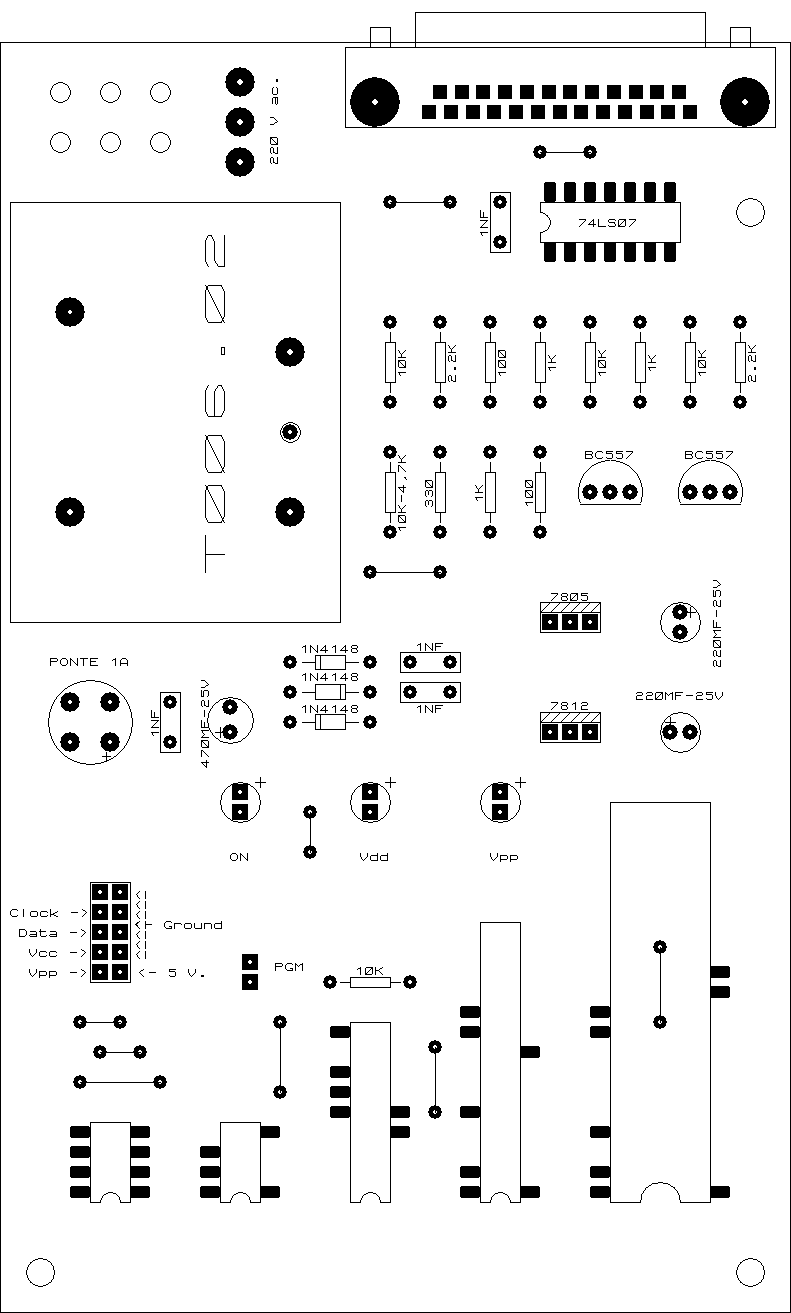 220 V ac.
1NF
74LS07
T006.02
10K
2.2K
100
1K
10K
1K
10K
2.2K
10K-4,7K
330
1K
100
BC557
BC557
7805
220MF-25V
PONTE 1A
1NF
470MF-25V
+
+
1N4148
1N4148
1N4148
1NF
1NF
7812
220MF-25V
+
+
+
+
+
ON
Vdd
Vpp
Clock ->
Data ->
Vcc ->
Vpp ->
Ground
<- 5 V.
PGM
10K